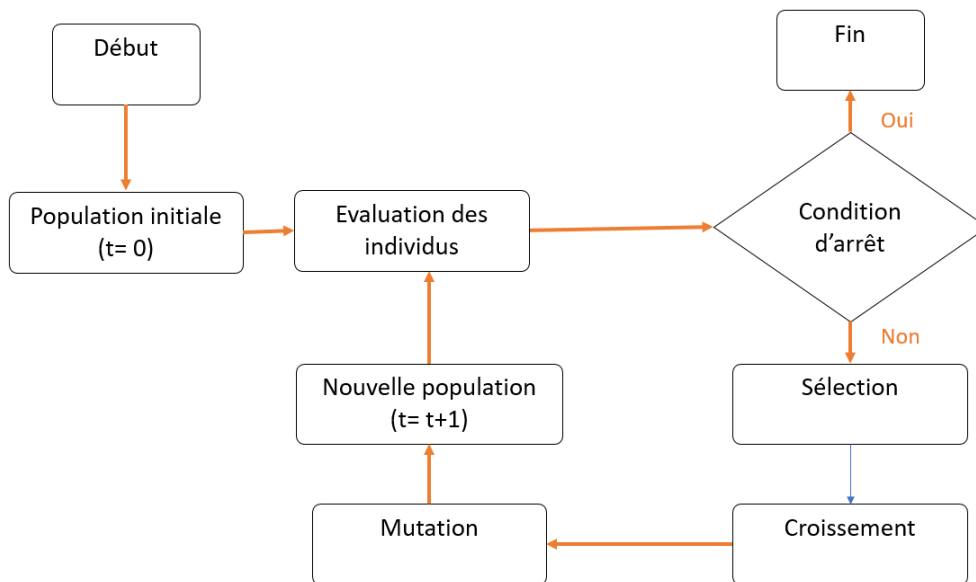 Début
Fin
Oui
Population initiale
(t= 0)
Evaluation des
individus
Condition
d’arrêt
Non
Nouvelle population
(t= t+1)
Sélection
Mutation
Croissement